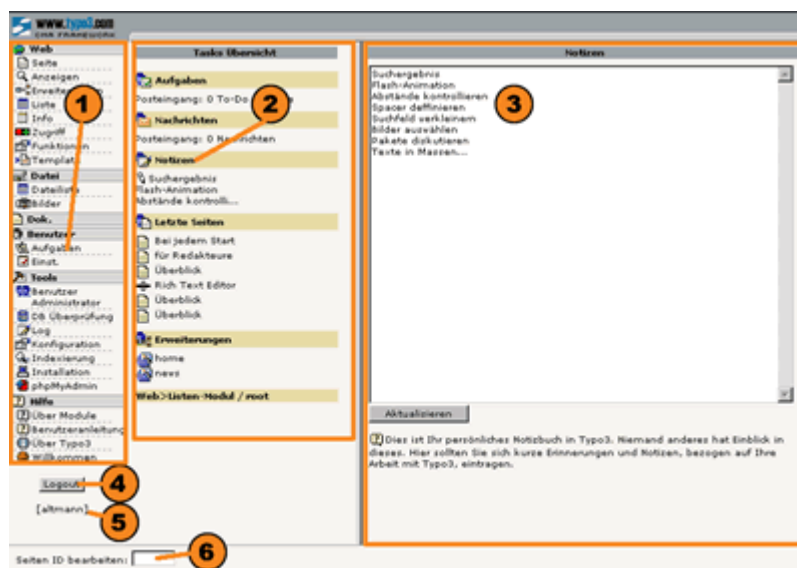 www.typo3.com
CMR FRAMEWORK
Web
Seite
Anzeigen
Liste
Info
Zugriff
Funktionen
Template
Datei
Dateiliste
Bilder
Dok.
Benutzer
Aufgaben
Einst.
Tools
Benutzer
Administrator
DB Überprüfung
Log
Konfiguration
Indexierung
Installation
phpMyAdmin
Hilfe
Über Module
Benutzeranleitung
Über Typo3
Willkommen
1
Logout
4
[altmann]
5
Seiten ID bearbeiten:
6
Tasks Übersicht
Aufgaben
Posteingang: 0 To-Do
2
Nachrichten
Posteingang: 0 Nachrichten
Notizen
Suchergebnis
Flash-Animation
Abstände kontrolli...
Letzte Seiten
Bei jedem Start
für Redakteure
Überblick
Rich Text Editor
Überblick
Überblick
Erweiterungen
home
news
Web>Listen-Modul / root
Notizen
Suchergebnis
Flash-Animation
Abstände kontrollieren
Spacer deffinieren
Suchfeld verkleinern
Bilder auswählen
Pakete diskutieren
Texte in Massen...
3
Aktualisieren
Dies ist Ihr persönliches Notizbuch in Typo3. Niemand anderes hat Einblick in
dieses. Hier sollten Sie sich kurze Erinnerungen und Notizen, bezogen auf Ihre
Arbeit mit Typo3, eintragen.